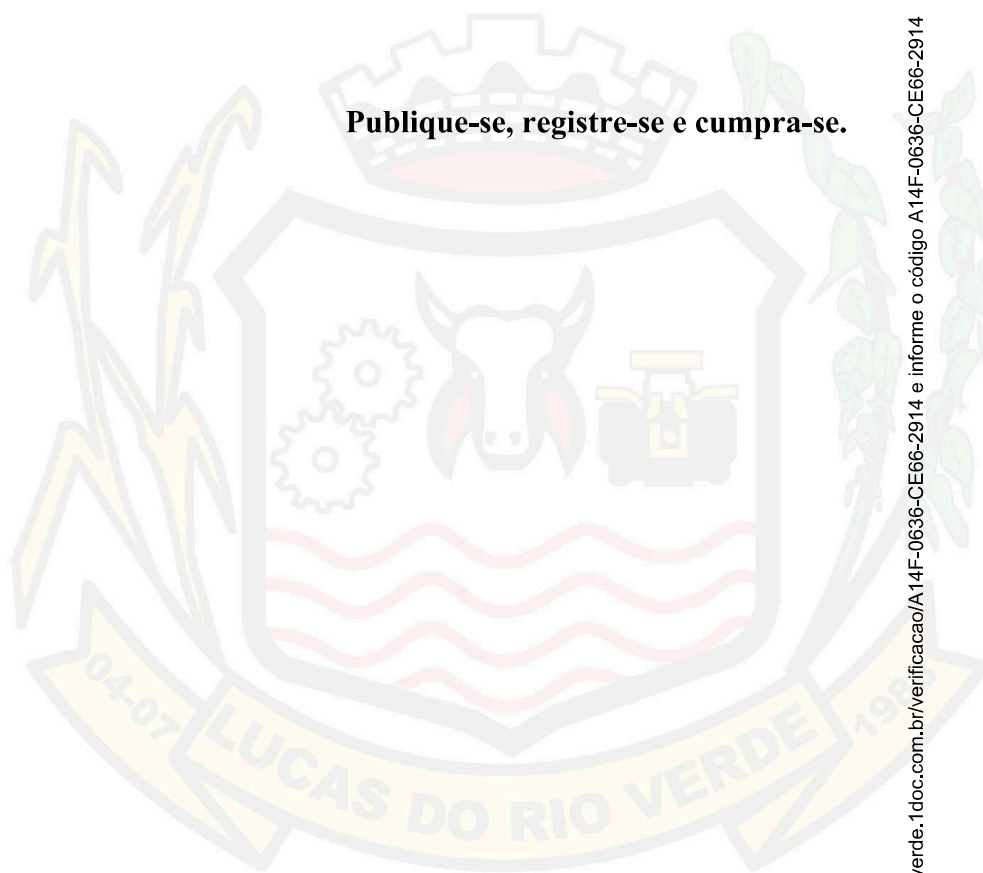 Publique-se, registre-se e cumpra-se.
04-07
LUCAS DO RIO VERDE
1988
verde.1doc.com.br/verificacao/A14F-0636-CE66-2914 e informe o código A14F-0636-CE66-2914